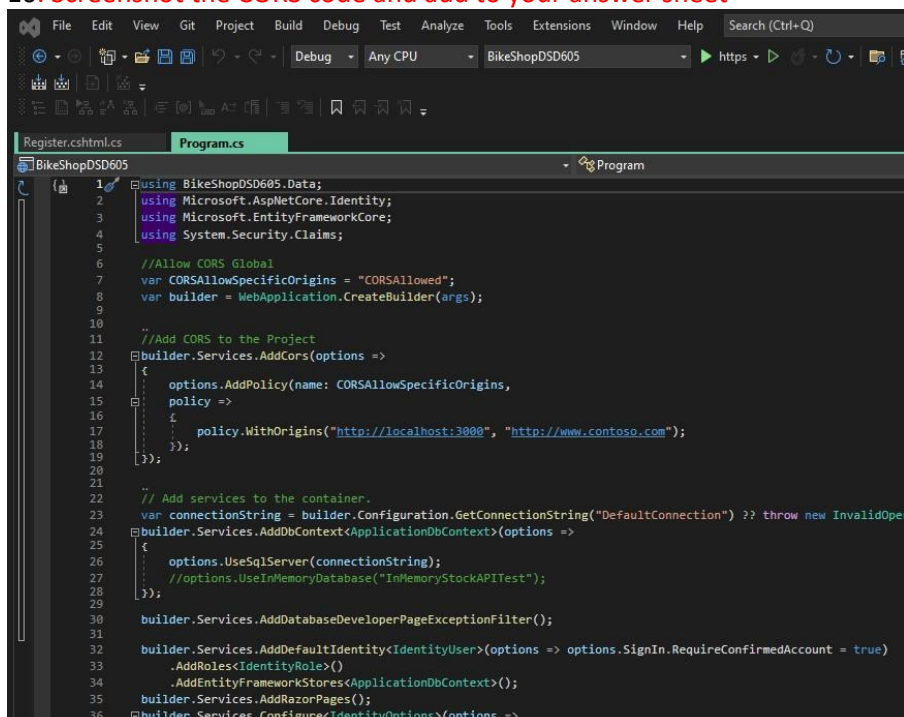 Screenshot the CORS code and add to your answer sheet
File Edit View Git Project Build Debug Test Analyze Tools Extensions Window Help Search (Ctrl+Q)
Debug Any CPU BikeShopDSD605 https
Register.cshtml.cs Program.cs
BikeShopDSD605 Program
1 using BikeShopDSD605.Data;
2 using Microsoft.AspNetCore.Identity;
3 using Microsoft.EntityFrameworkCore;
4 using System.Security.Claims;
5
6 //Allow CORS Global
7 var CORSAllowSpecificOrigins = "CORSAllowed";
8 var builder = WebApplication.CreateBuilder(args);
9
10
11 //Add CORS to the Project
12 builder.Services.AddCors(options =>
13 {
14 options.AddPolicy(name: CORSAllowSpecificOrigins,
15 policy =>
16 {
17 policy.WithOrigins("http://localhost:3000", "http://www.contoso.com");
18 });
19 });
20
21
22 // Add services to the container.
23 var connectionString = builder.Configuration.GetConnectionString("DefaultConnection") ?? throw new InvalidOpe
24 builder.Services.AddDbContext<ApplicationDbContext>(options =>
25 {
26 options.UseSqlServer(connectionString);
27 //options.UseInMemoryDatabase("InMemoryStockAPITest");
28 });
29
30 builder.Services.AddDatabaseDeveloperPageExceptionFilter();
31
32 builder.Services.AddDefaultIdentity<IdentityUser>(options => options.SignIn.RequireConfirmedAccount = true)
33 .AddRoles<IdentityRole>()
34 .AddEntityFrameworkStores<ApplicationDbContext>();
35 builder.Services.AddRazorPages();
36 builder.Services.Configure<IdentityOptions>(options =>